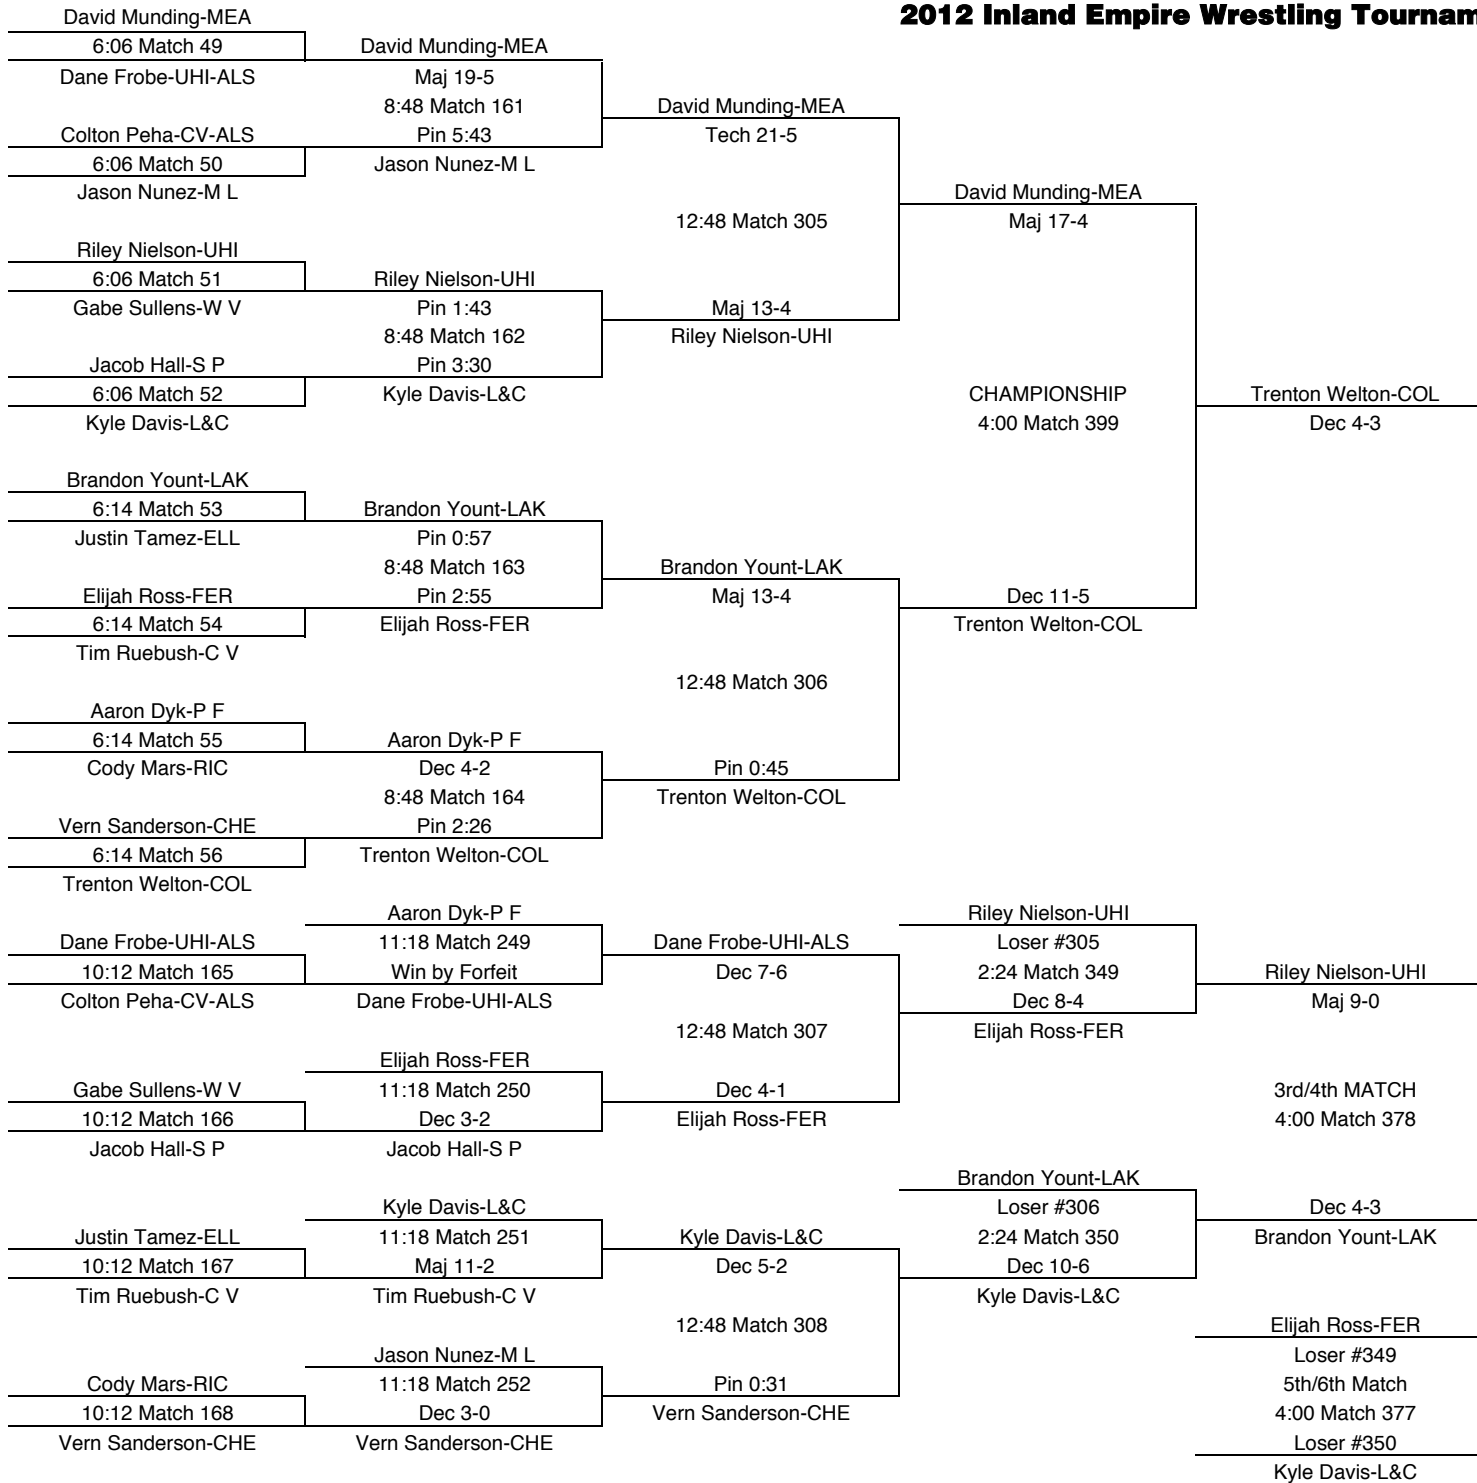 2012 Inland Empire Wrestling Tournam
David Munding-MEA
6:06 Match 49
Dane Frobe-UHI-ALS
Colton Peha-CV-ALS
6:06 Match 50
Jason Nunez-M L
Riley Nielson-UHI
6:06 Match 51
Gabe Sullens-W V
Jacob Hall-S P
6:06 Match 52
Kyle Davis-L&C
Brandon Yount-LAK
6:14 Match 53
Justin Tamez-ELL
Elijah Ross-FER
6:14 Match 54
Tim Ruebush-C V
Aaron Dyk-P F
6:14 Match 55
Cody Mars-RIC
Vern Sanderson-CHE
6:14 Match 56
Trenton Welton-COL
David Munding-MEA
Maj 19-5
8:48 Match 161
Pin 5:43
Jason Nunez-M L
Riley Nielson-UHI
Pin 1:43
8:48 Match 162
Pin 3:30
Kyle Davis-L&C
Brandon Yount-LAK
Pin 0:57
8:48 Match 163
Pin 2:55
Elijah Ross-FER
Aaron Dyk-P F
Dec 4-2
8:48 Match 164
Pin 2:26
Trenton Welton-COL
David Munding-MEA
Tech 21-5
12:48 Match 305
Maj 13-4
Riley Nielson-UHI
Brandon Yount-LAK
Maj 13-4
12:48 Match 306
Pin 0:45
Trenton Welton-COL
David Munding-MEA
Maj 17-4
CHAMPIONSHIP
4:00 Match 399
Dec 11-5
Trenton Welton-COL
Trenton Welton-COL
Dec 4-3
Dane Frobe-UHI-ALS
10:12 Match 165
Colton Peha-CV-ALS
Gabe Sullens-W V
10:12 Match 166
Jacob Hall-S P
Justin Tamez-ELL
10:12 Match 167
Tim Ruebush-C V
Cody Mars-RIC
10:12 Match 168
Vern Sanderson-CHE
Aaron Dyk-P F
11:18 Match 249
Win by Forfeit
Dane Frobe-UHI-ALS
Elijah Ross-FER
11:18 Match 250
Dec 3-2
Jacob Hall-S P
Kyle Davis-L&C
11:18 Match 251
Maj 11-2
Tim Ruebush-C V
Jason Nunez-M L
11:18 Match 252
Dec 3-0
Vern Sanderson-CHE
Dane Frobe-UHI-ALS
Dec 7-6
12:48 Match 307
Dec 4-1
Elijah Ross-FER
Kyle Davis-L&C
Dec 5-2
12:48 Match 308
Pin 0:31
Vern Sanderson-CHE
Riley Nielson-UHI
Loser #305
2:24 Match 349
Dec 8-4
Elijah Ross-FER
Brandon Yount-LAK
Loser #306
2:24 Match 350
Dec 10-6
Kyle Davis-L&C
Riley Nielson-UHI
Maj 9-0
3rd/4th MATCH
4:00 Match 378
Dec 4-3
Brandon Yount-LAK
Elijah Ross-FER
Loser #349
5th/6th Match
4:00 Match 377
Loser #350
Kyle Davis-L&C